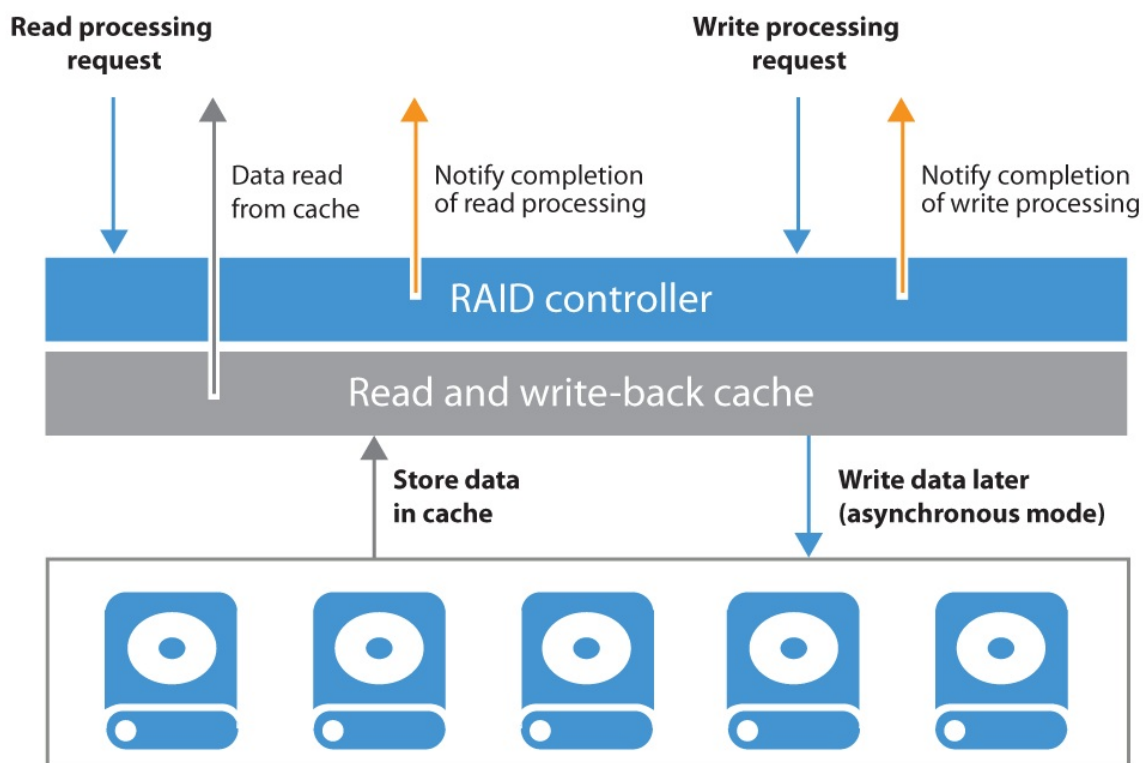 Read processing
request
Write processing
request
Data read
from cache
Notify completion
of read processing
Notify completion
of write processing
RAID controller
Read and write-back cache
Store data
in cache
Write data later
(asynchronous mode)